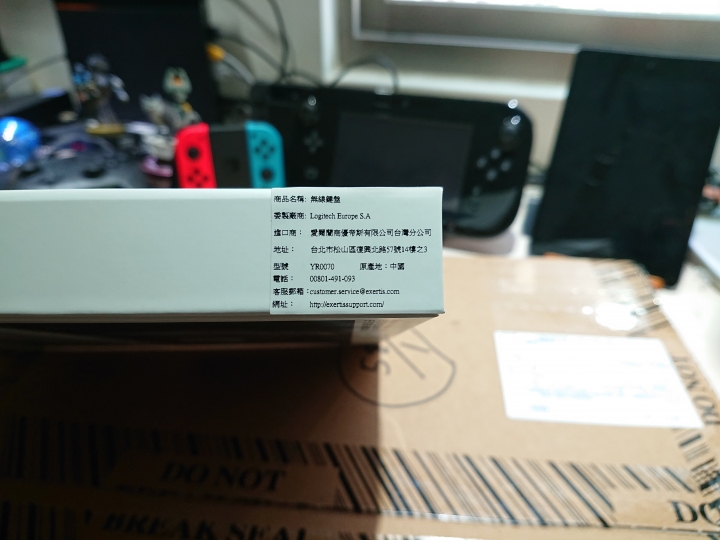 商品名稱: 無線鍵盤
委製廠商: Logitech Europe S.A
進口商： 愛爾蘭商優帝斯有限公司台灣分公司
地址： 台北市松山區復興北路57號14樓之3
型號 YR0070 原產地：中國
電話： 00801-491-093
客服郵箱：customer.service@exertis.com
網址： http://exertissupport.com/
DO NOT
BREAK SEAL
DO NOT